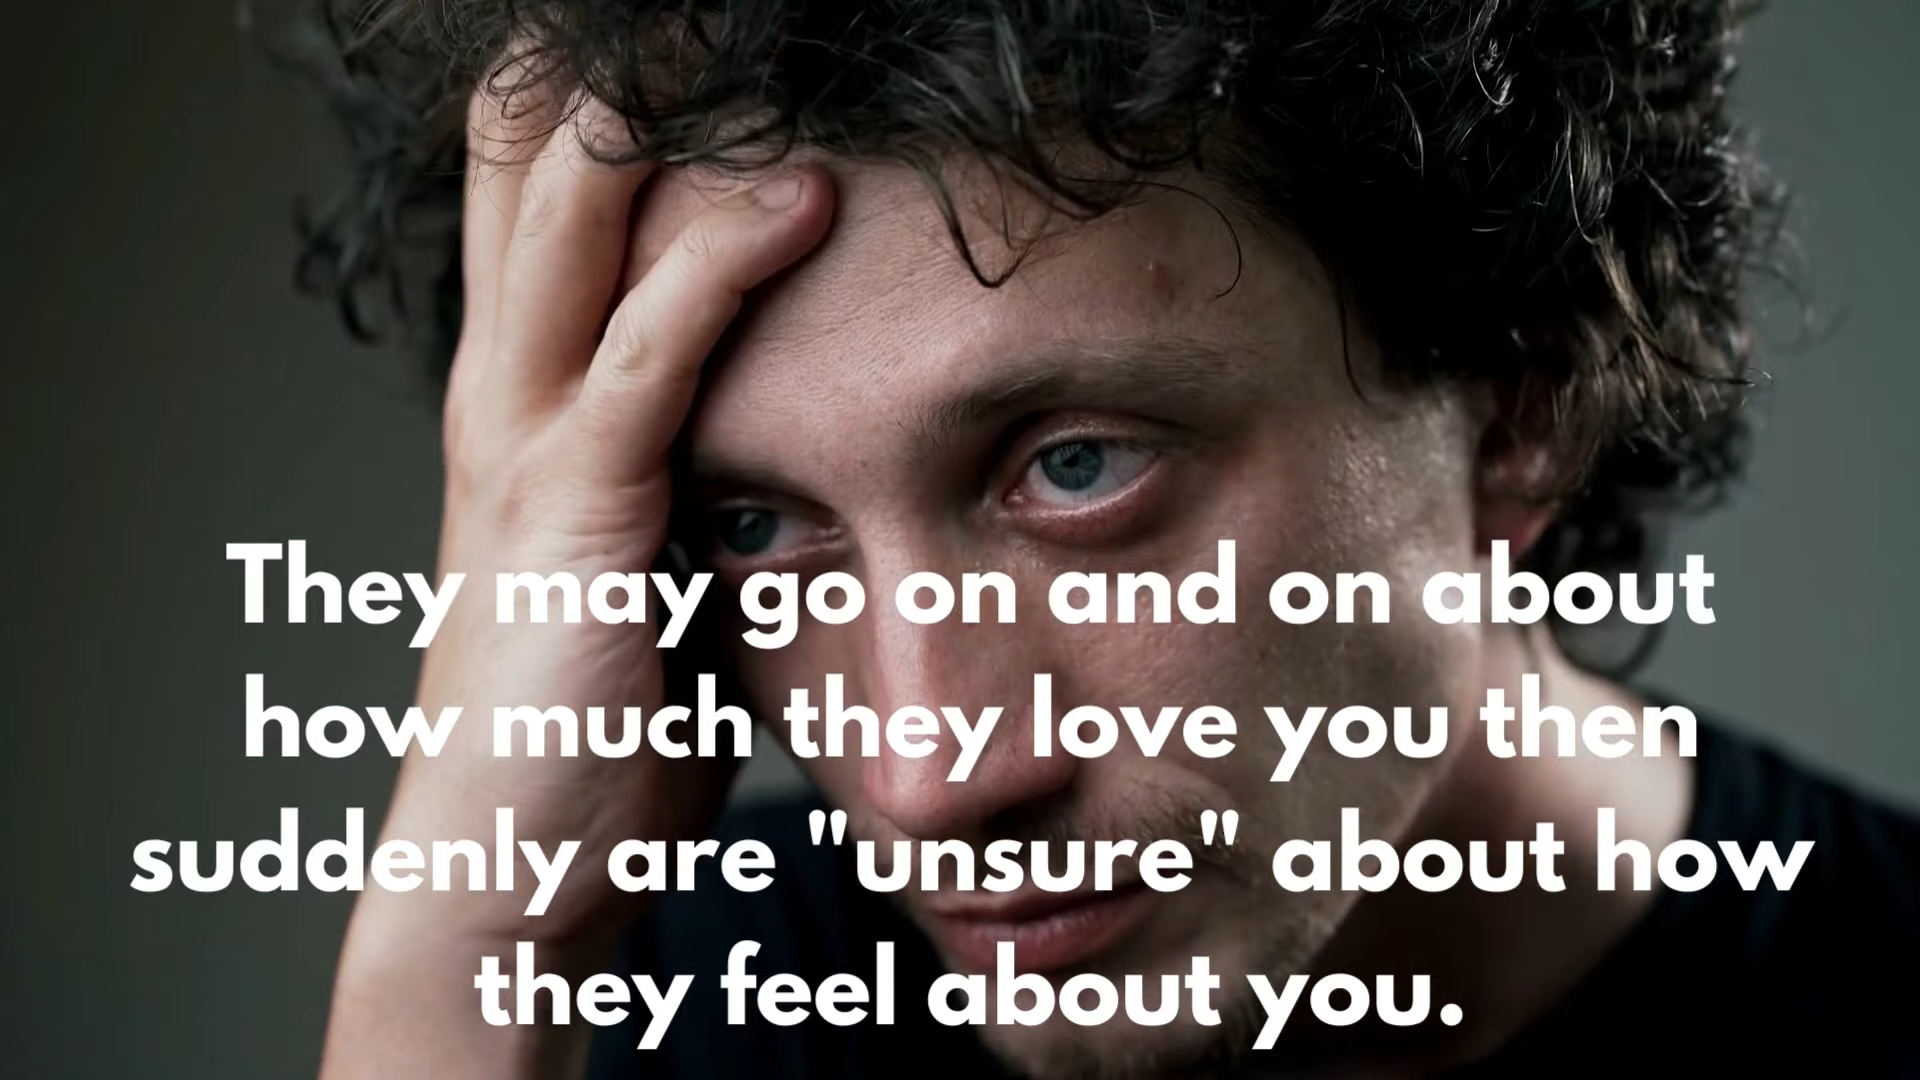 They may go on and on about
how much they love you then
suddenly are "unsure" about how
they feel about you.